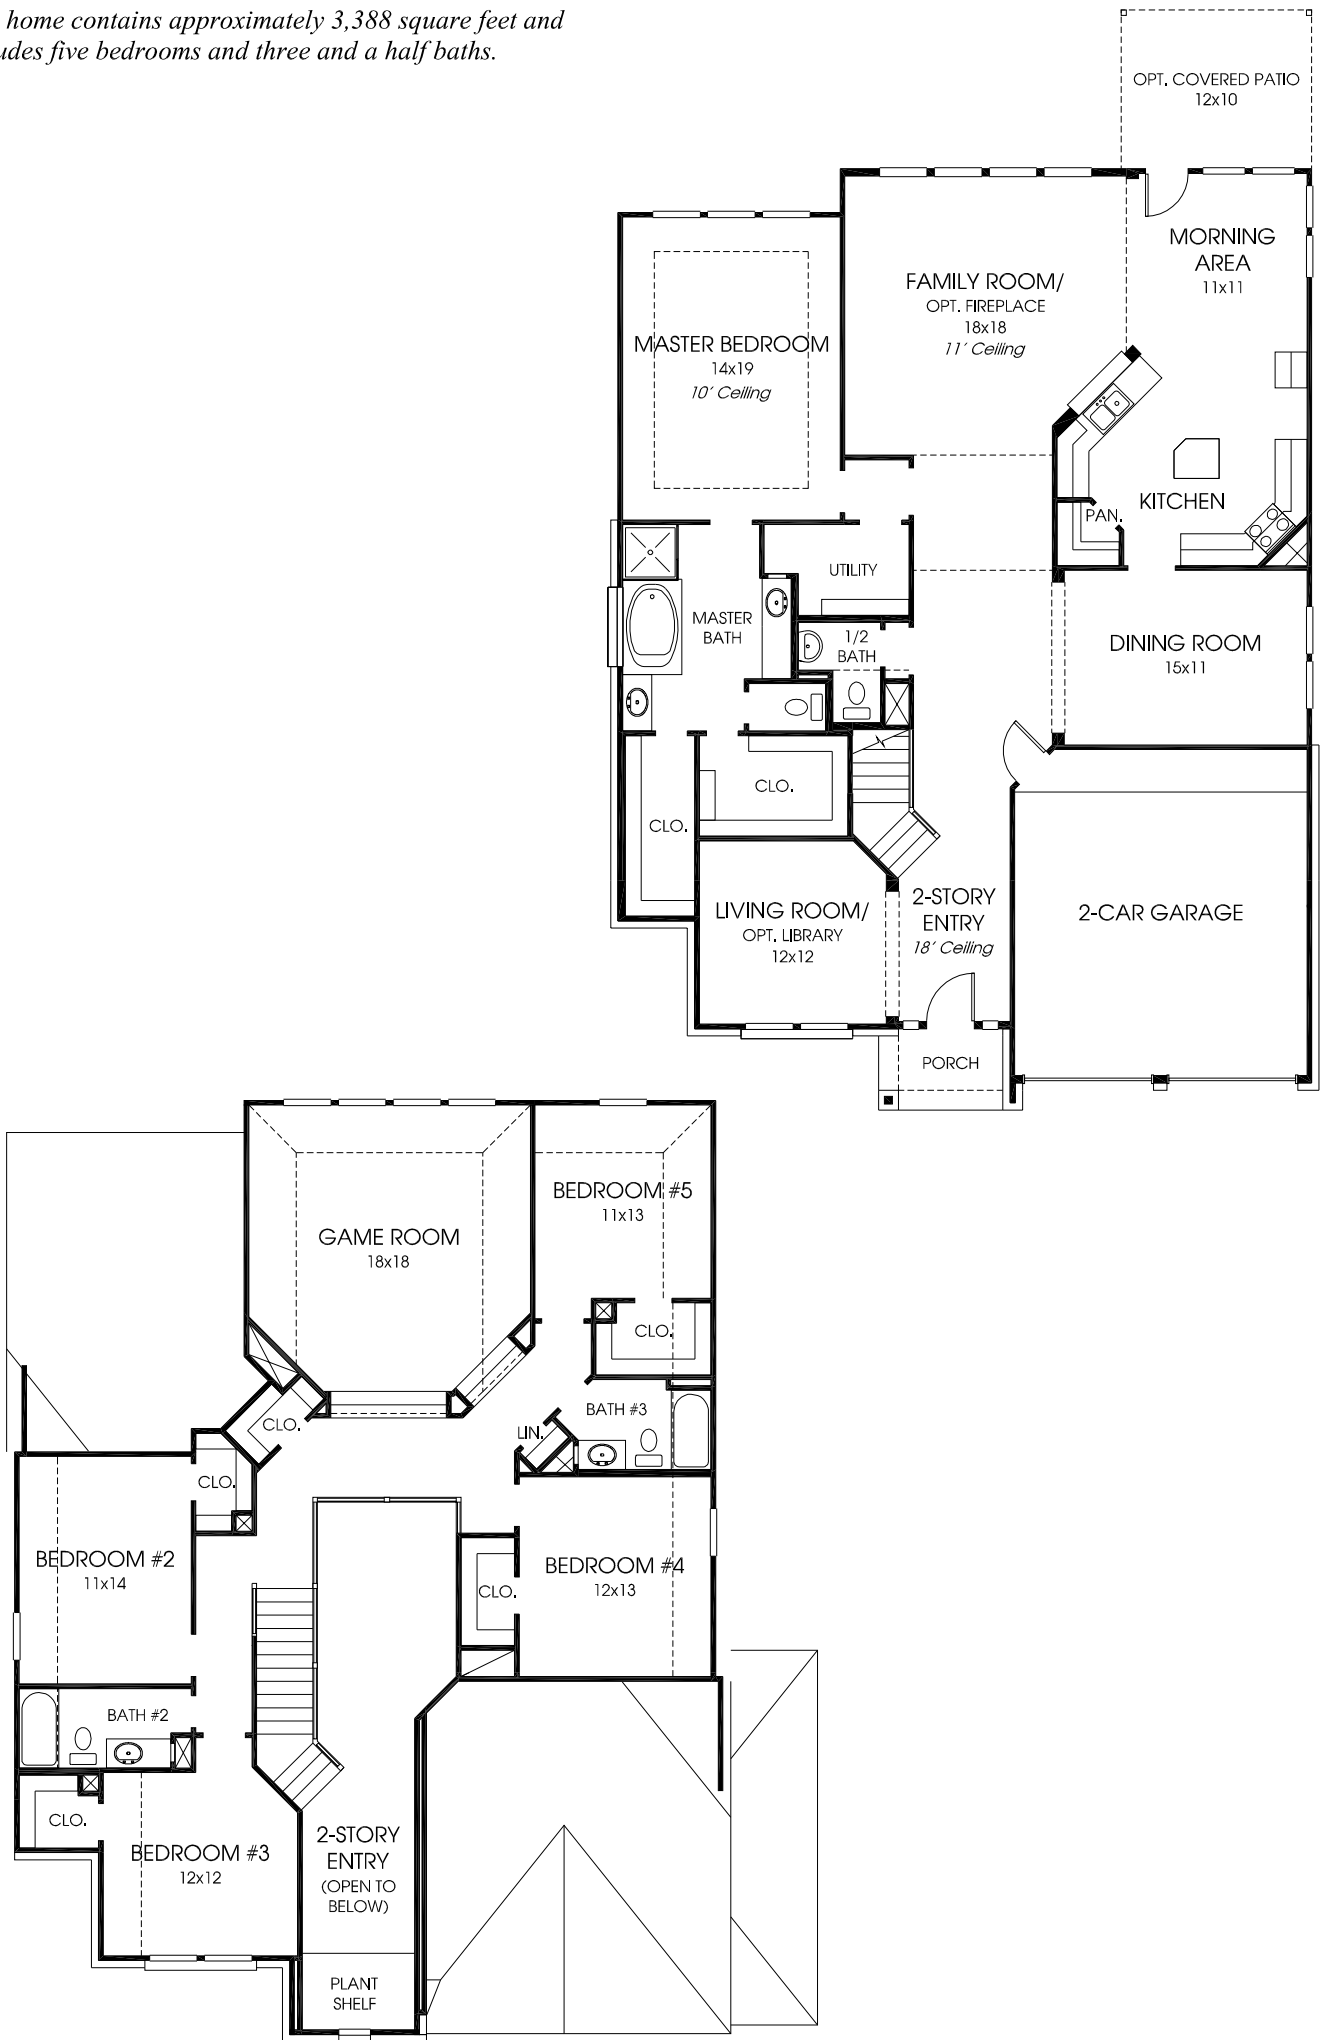 home contains approximately 3,388 square feet and
udes five bedrooms and three and a half baths.
OPT. COVERED PATIO
12x10
MORNING
AREA
11x11
FAMILY ROOM/
OPT. FIREPLACE
18x18
11' Ceiling
MASTER BEDROOM
14x19
10' Ceiling
KITCHEN
PAN.
UTILITY
MASTER
BATH
1/2
BATH
DINING ROOM
15x11
CLO.
CLO.
LIVING ROOM/
OPT. LIBRARY
12x12
2-STORY
ENTRY
18' Ceiling
2-CAR GARAGE
PORCH
GAME ROOM
18x18
BEDROOM #5
11x13
CLO.
BATH #3
LIN.
CLO.
CLO.
BEDROOM #2
11x14
BEDROOM #4
12x13
CLO.
BATH #2
CLO.
BEDROOM #3
12x12
2-STORY
ENTRY
(OPEN TO
BELOW)
PLANT
SHELF